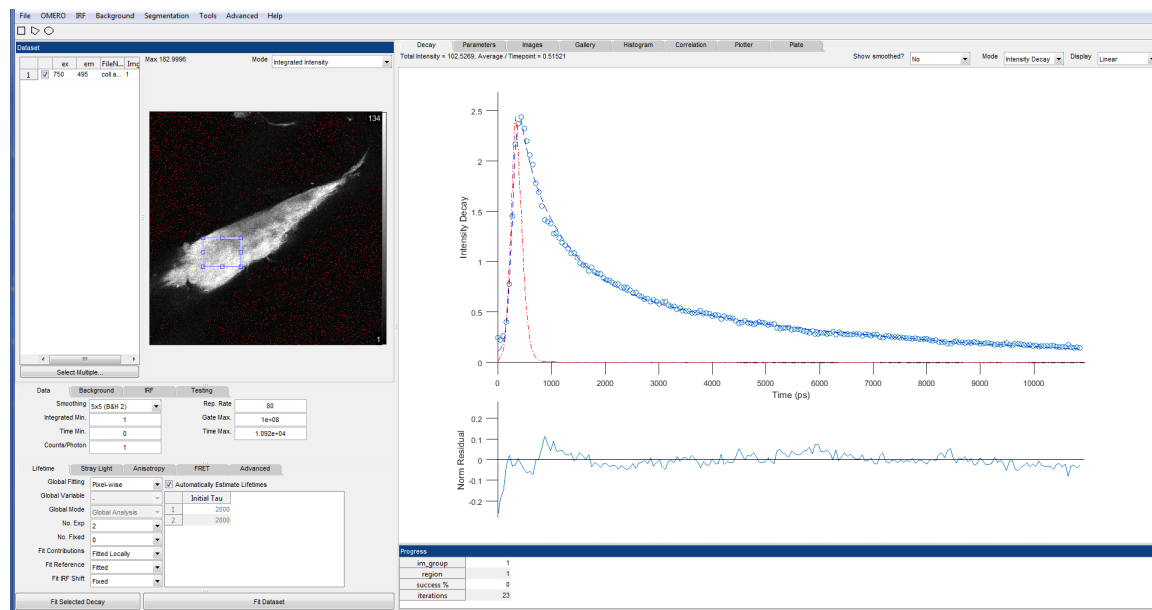 File OMERO IRF Background Segmentation Tools Advanced Help
Dataset
ex em FileN... Img
1 750 495 coll a... 1
Select Multiple...
Max 182.9996
Mode Integrated Intensity
134
1
Data Background IRF Testing
Smoothing 5x5 (B&H 2)
Integrated Min. 1
Time Min. 0
Counts/Photon 1
Rep. Rate 80
Gate Max. 1e+08
Time Max. 1.092e+04
Lifetime Stray Light Anisotropy FRET Advanced
Global Fitting Pixel-wise
Global Variable -
Global Mode Global Analysis
No. Exp 2
No. Fixed 0
Fit Contributions Fitted Locally
Fit Reference Fitted
Fit IRF Shift Fixed
Automatically Estimate Lifetimes
Initial Tau
1 2000
2 2000
Fit Selected Decay
Fit Dataset
Decay Parameters Images Gallery Histogram Correlation Plotter Plate
Total Intensity = 102.5269, Average / Timepoint = 0.51521
Show smoothed? No
Mode Intensity Decay
Display Linear
2.5
2
1.5
1
0.5
0
Intensity Decay
0 1000 2000 3000 4000 5000 6000 7000 8000 9000 10000
Time (ps)
0.2
0.1
0
-0.1
-0.2
Norm Residual
Progress
im_group 1
region 1
success % 0
iterations 23